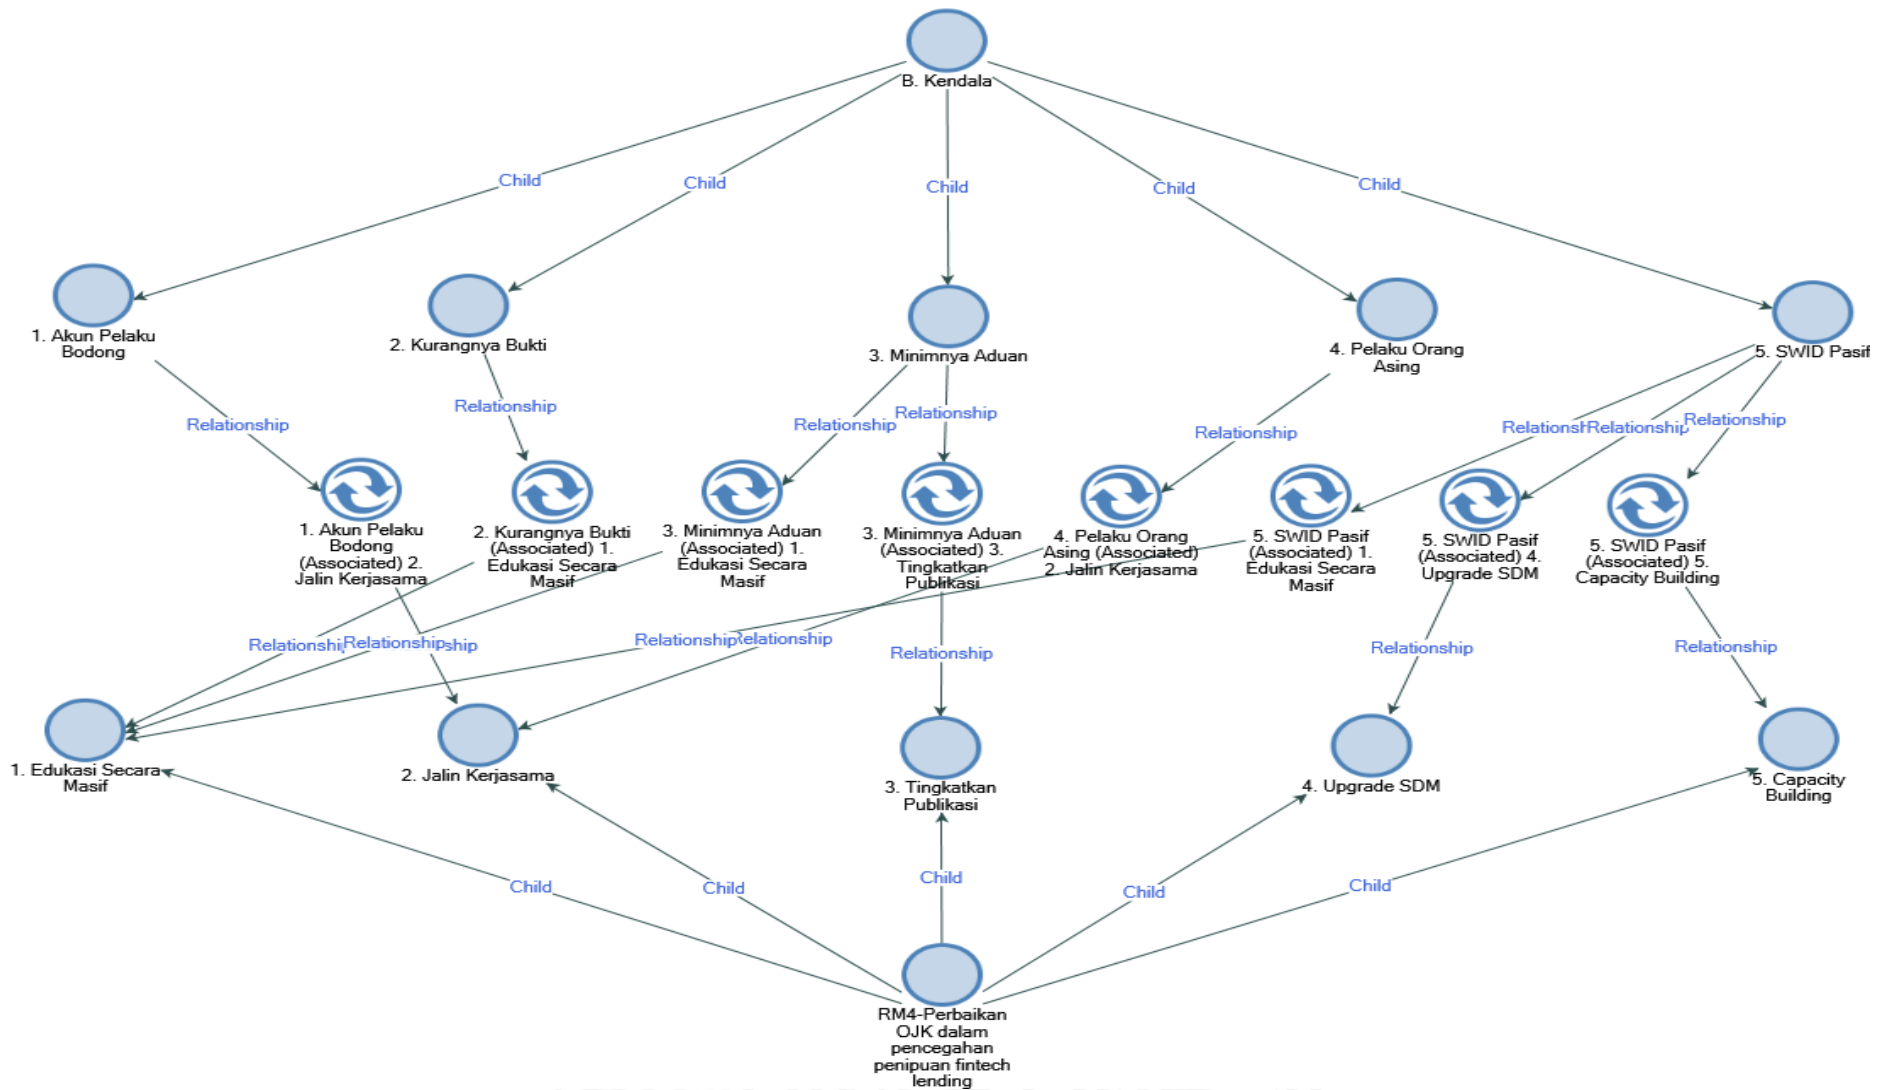 B. Kendala
Child
Child
Child
Child
Child
1. Akun Pelaku
Bodong
2. Kurangnya Bukti
3. Minimnya Aduan
4. Pelaku Orang
Asing
5. SWID Pasif
Relationship
Relationship
Relationship
Relationship
Relationship
Relationship
Relationship
1. Akun Pelaku
Bodong
(Associated) 2.
Jalin Kerjasama
2. Kurangnya Bukti
(Associated) 1.
Edukasi Secara
Masif
3. Minimnya Aduan
(Associated) 1.
Edukasi Secara
Masif
3. Minimnya Aduan
(Associated) 3.
Tingkatkan
Publikasi
4. Pelaku Orang
Asing (Associated)
2. Jalin Kerjasama
5. SWID Pasif
(Associated) 1.
Edukasi Secara
Masif
5. SWID Pasif
(Associated) 4.
Upgrade SDM
5. SWID Pasif
(Associated) 5.
Capacity Building
Relationship
Relationship
Relationship
Relationship
Relationship
Relationship
1. Edukasi Secara
Masif
2. Jalin Kerjasama
3. Tingkatkan
Publikasi
4. Upgrade SDM
5. Capacity
Building
Child
Child
Child
Child
Child
RM4-Perbaikan
OJK dalam
pencegahan
penipuan fintech
lending